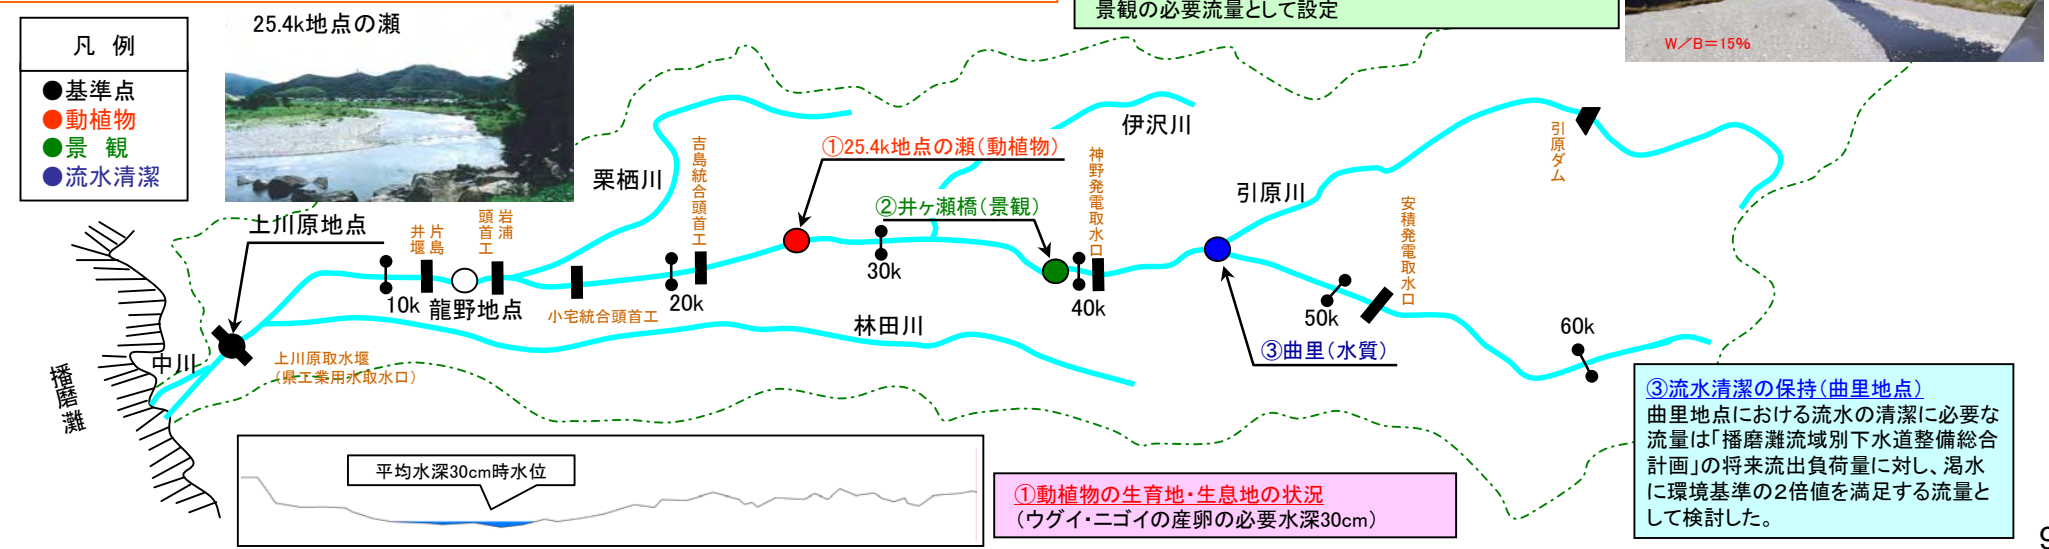 景観の必要流量として設定
W/B=15%
凡 例
●基準点
●動植物
●景 観
●流水清潔
25.4k地点の瀬
上川原地点
片島井堰
岩浦頭首工
栗栖川
吉島統合頭首工
①25.4k地点の瀬(動植物)
②井ヶ瀬橋(景観)
神野発電取水口
伊沢川
引原川
引原ダム
安積発電取水口
10k
龍野地点
小宅統合頭首工
20k
30k
40k
50k
60k
林田川
③曲里(水質)
中川
上川原取水堰
(県工業用水取水口)
播磨灘
平均水深30cm時水位
①動植物の生育地・生息地の状況
(ウグイ・ニゴイの産卵の必要水深30cm)
③流水清潔の保持(曲里地点)
曲里地点における流水の清潔に必要な
流量は「播磨灘流域別下水道整備総合
計画」の将来流出負荷量に対し、渇水
に環境基準の2倍値を満足する流量と
して検討した。